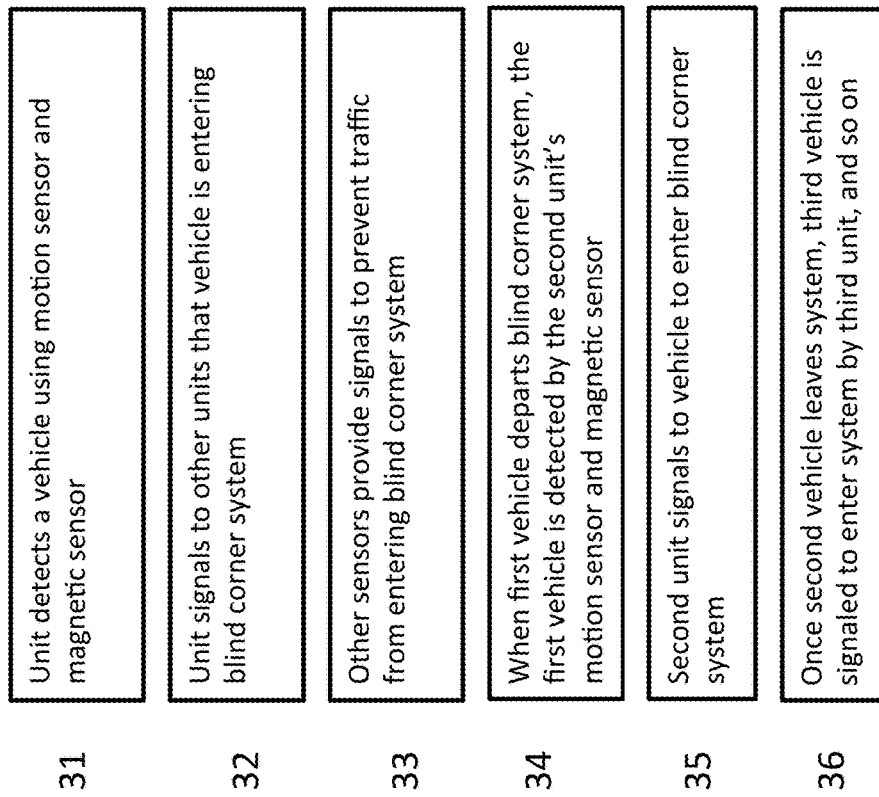 31
Unit detects a vehicle using motion sensor and
magnetic sensor
32
Unit signals to other units that vehicle is entering
blind corner system
33
Other sensors provide signals to prevent traffic
from entering blind corner system
34
When first vehicle departs blind corner system, the
first vehicle is detected by the second unit's
motion sensor and magnetic sensor
35
Second unit signals to vehicle to enter blind corner
system
36
Once second vehicle leaves system, third vehicle is
signaled to enter system by third unit, and so on